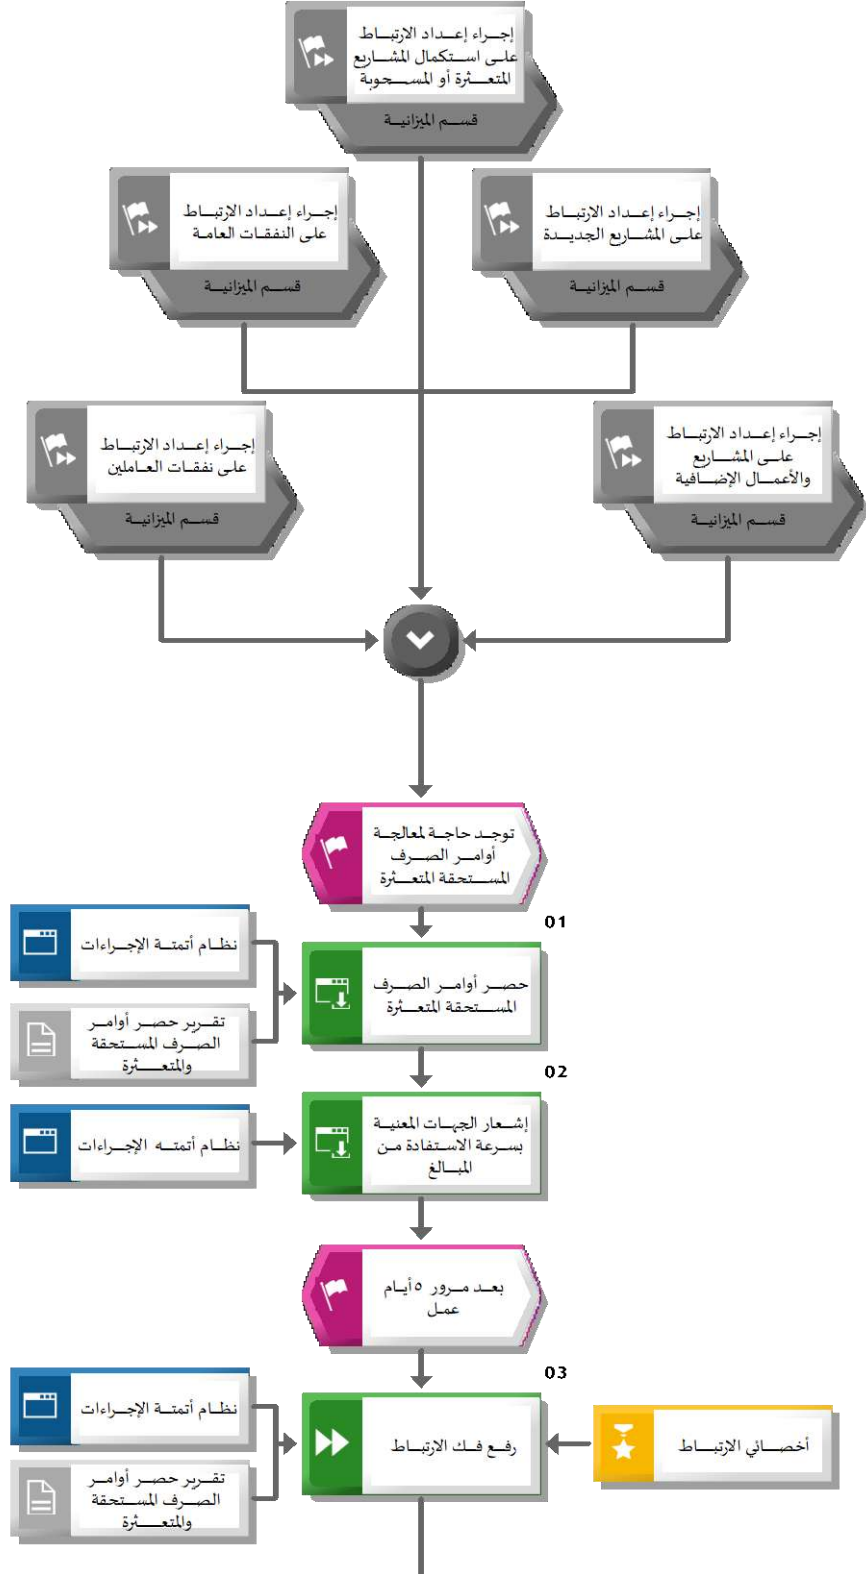 إجراء إعداد الارتباط
على استكمال المشاريع
المتعثرة أو المسحوبة
قسم الميزانية
إجراء إعداد الارتباط
على المشاريع الجديدة
قسم الميزانية
إجراء إعداد الارتباط
على النفقات العامة
قسم الميزانية
إجراء إعداد الارتباط
على المشاريع
والأعمال الإضافية
قسم الميزانية
إجراء إعداد الارتباط
على نفقات العاملين
قسم الميزانية
توجد حاجة لمعالجة
أوامر الصرف
المستحقة المتعثرة
01
حصر أوامر الصرف
المستحقة المتعثرة
نظام أتمتة الإجراءات
تقرير حصر أوامر
الصرف المستحقة
والمتعثرة
02
إشعار الجهات المعنية
بسرعة الاستفادة من
المبالغ
نظام أتمته الإجراءات
بعد مرور ٥ أيام
عمل
03
أخصائي الارتباط
رفع فك الارتباط
نظام أتمتة الإجراءات
تقرير حصر أوامر
الصرف المستحقة
والمتعثرة